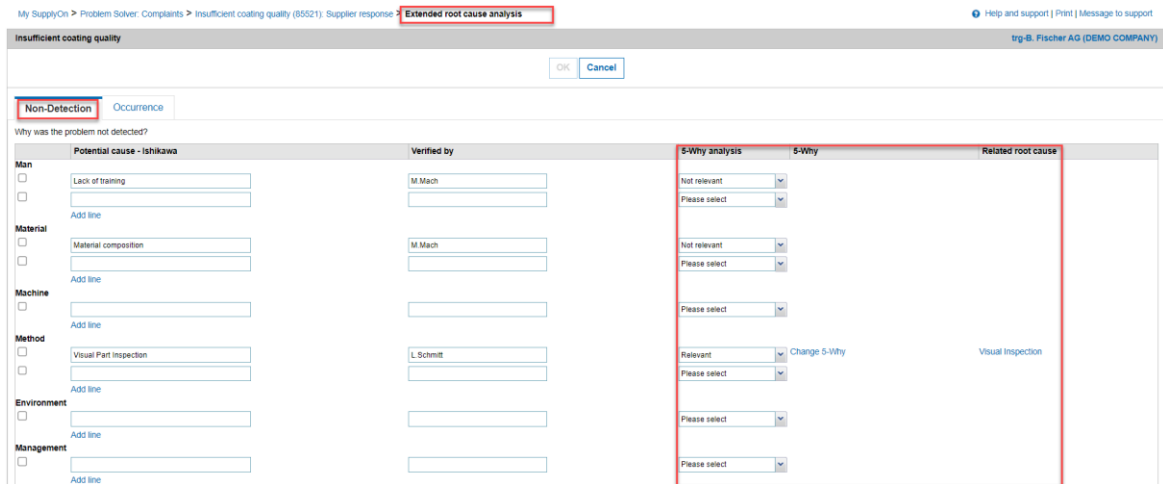 My SupplyOn > Problem Solver: Complaints > Insufficient coating quality (85521): Supplier response > Extended root cause analysis Help and support | Print | Message to support
Insufficient coating quality trg-B. Fischer AG (DEMO COMPANY)
OK Cancel
Non-Detection Occurrence
Why was the problem not detected?
Potential cause - Ishikawa Verified by 5-Why analysis 5-Why Related root cause
Man
Lack of training M.Mach Not relevant
Please select
Add line
Material
Material composition M.Mach Not relevant
Please select
Add line
Machine
Please select
Add line
Method
Visual Part Inspection L.Schmitt Relevant Change 5-Why Visual Inspection
Please select
Add line
Environment
Please select
Add line
Management
Please select
Add line